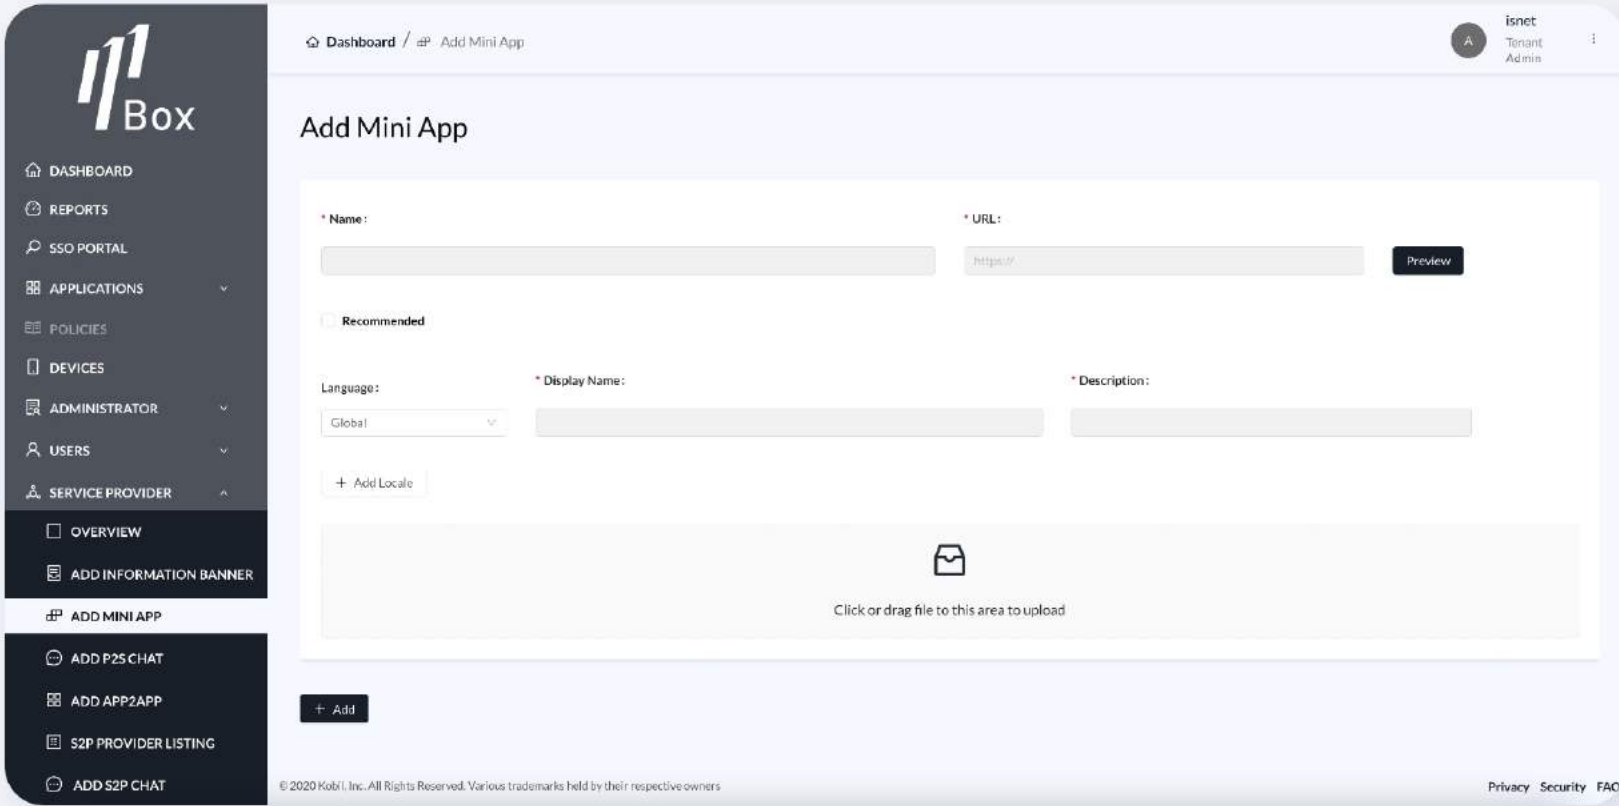 Box
DASHBOARD
REPORTS
SSO PORTAL
APPLICATIONS
POLICIES
DEVICES
ADMINISTRATOR
USERS
SERVICE PROVIDER
OVERVIEW
ADD INFORMATION BANNER
ADD MINI APP
ADD P2S CHAT
ADD APP2APP
S2P PROVIDER LISTING
ADD S2P CHAT
Dashboard / Add Mini App
A
isnet
Tenant
Admin
Add Mini App
* Name:
* URL:
https://
Preview
Recommended
Language:
* Display Name:
* Description:
Global
+ Add Locale
Click or drag file to this area to upload
+ Add
© 2020 Kobil. Inc. All Rights Reserved. Various trademarks held by their respective owners
Privacy Security FAQ